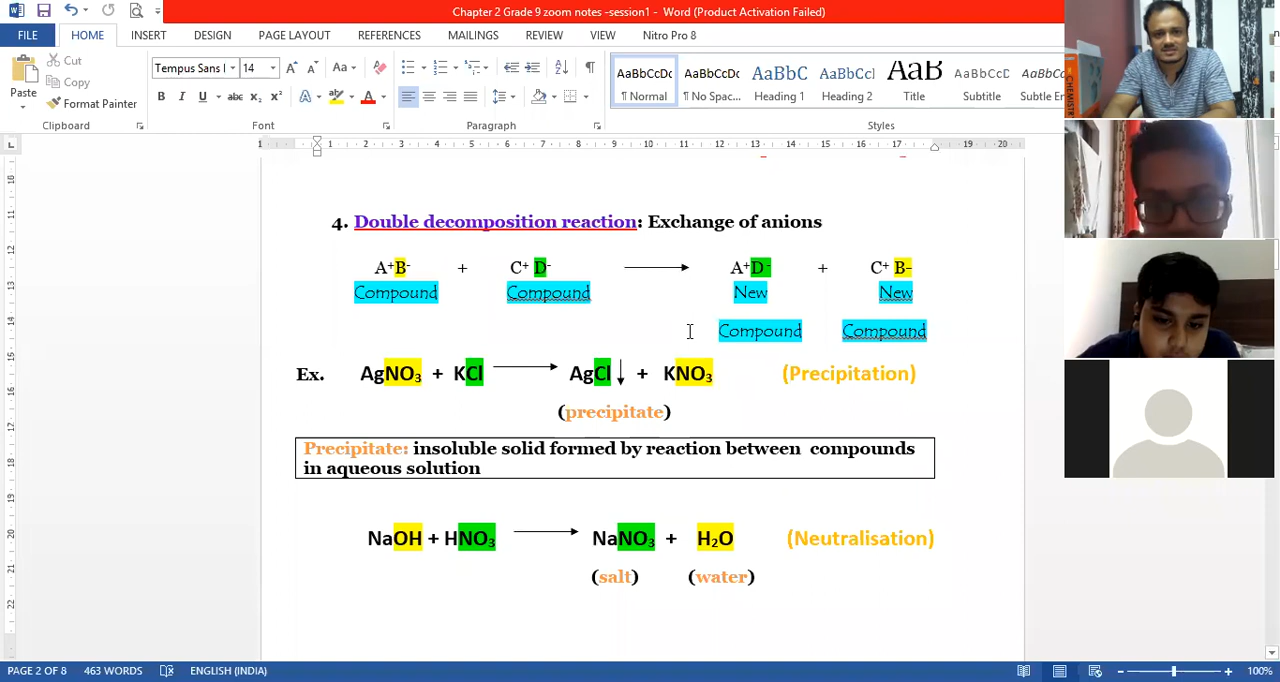 Chapter 2 Grade 9 zoom notes -session1 - Word (Product Activation Failed)
FILE HOME INSERT DESIGN PAGE LAYOUT REFERENCES MAILINGS REVIEW VIEW Nitro Pro 8
Paste
Cut
Copy
Format Painter
Tempus Sans I 14
AaBbCcDc AaBbCcDc AaBbC AaBbCcl AaB AaBbCcD AaBbCcD
¶ Normal ¶ No Spac... Heading 1 Heading 2 Title Subtitle Subtle En
Clipboard Font Paragraph Styles
4. Double decomposition reaction: Exchange of anions
A⁺B⁻ + C⁺ D⁻ ⟶ A⁺D⁻ + C⁺ B⁻
Compound Compound New New
Compound Compound
Ex. AgNO₃ + KCl ⟶ AgCl↓ + KNO₃ (Precipitation)
(precipitate)
Precipitate: insoluble solid formed by reaction between compounds
in aqueous solution
NaOH + HNO₃ ⟶ NaNO₃ + H₂O (Neutralisation)
(salt) (water)
PAGE 2 OF 8 463 WORDS ENGLISH (INDIA) 100%